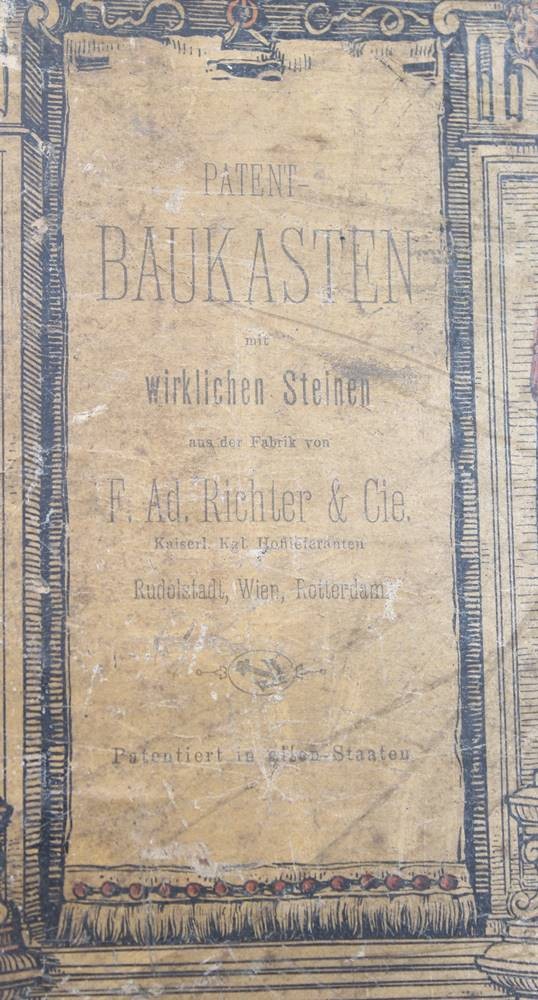 PATENT-
BAUKASTEN
mit
wirklichen Steinen
aus der Fabrik von
F. Ad. Richter & Cie.
Kaiserl. Kgl. Hoflieferanten
Rudolstadt, Wien, Rotterdam.
Patentiert in allen Staaten